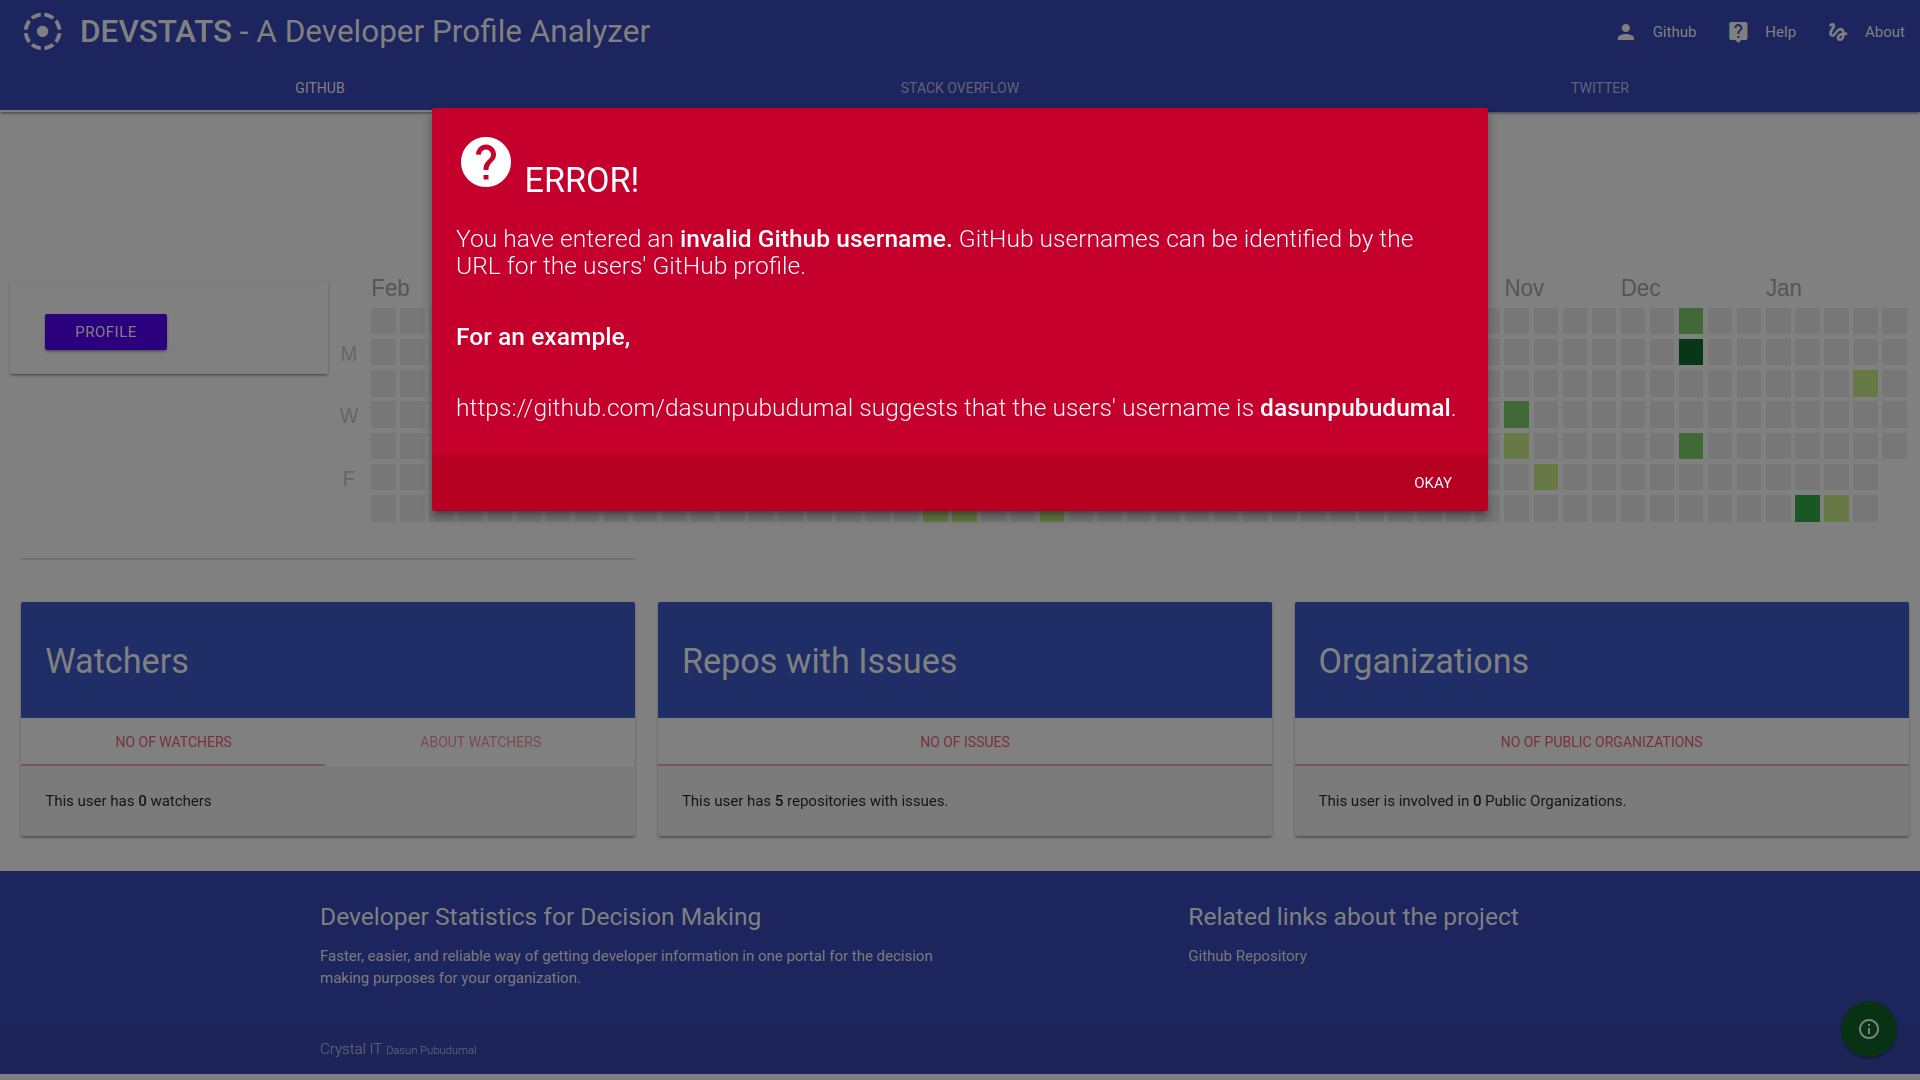 DEVSTATS - A Developer Profile Analyzer
Github
Help
About
GITHUB
STACK OVERFLOW
TWITTER
ERROR!
You have entered an invalid Github username. GitHub usernames can be identified by the
URL for the users' GitHub profile.
For an example,
https://github.com/dasunpubudumal suggests that the users' username is dasunpubudumal.
OKAY
PROFILE
Feb
Nov
Dec
Jan
M
W
F
Watchers
NO OF WATCHERS
ABOUT WATCHERS
This user has 0 watchers
Repos with Issues
NO OF ISSUES
This user has 5 repositories with issues.
Organizations
NO OF PUBLIC ORGANIZATIONS
This user is involved in 0 Public Organizations.
Developer Statistics for Decision Making
Faster, easier, and reliable way of getting developer information in one portal for the decision
making purposes for your organization.
Related links about the project
Github Repository
Crystal IT Dasun Pubudumal